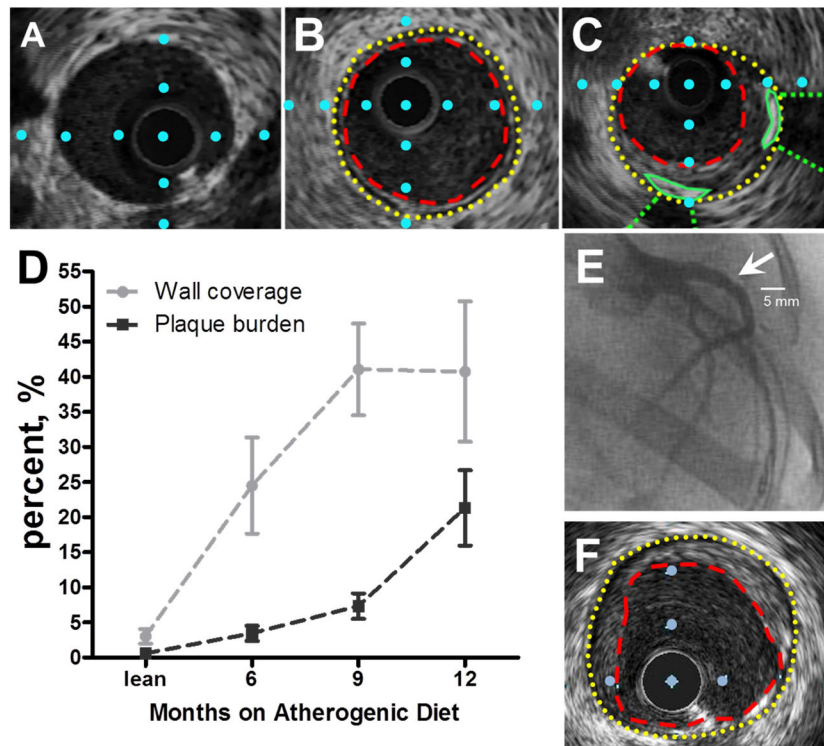 A
B
C
D
55
50
45
40
35
30
25
20
15
10
5
0
percent, %
Wall coverage
Plaque burden
lean
6
9
12
Months on Atherogenic Diet
E
5 mm
F